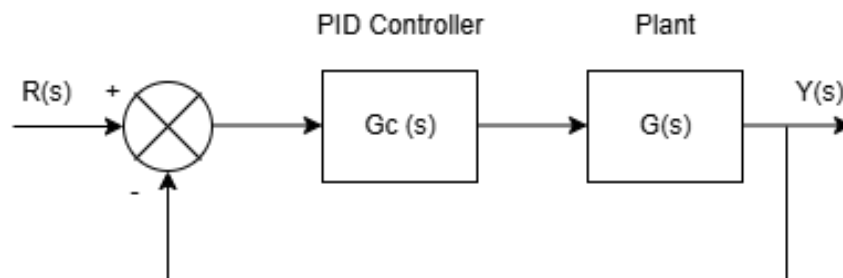 PID Controller
Plant
R(s)
+
Gc (s)
G(s)
Y(s)
-